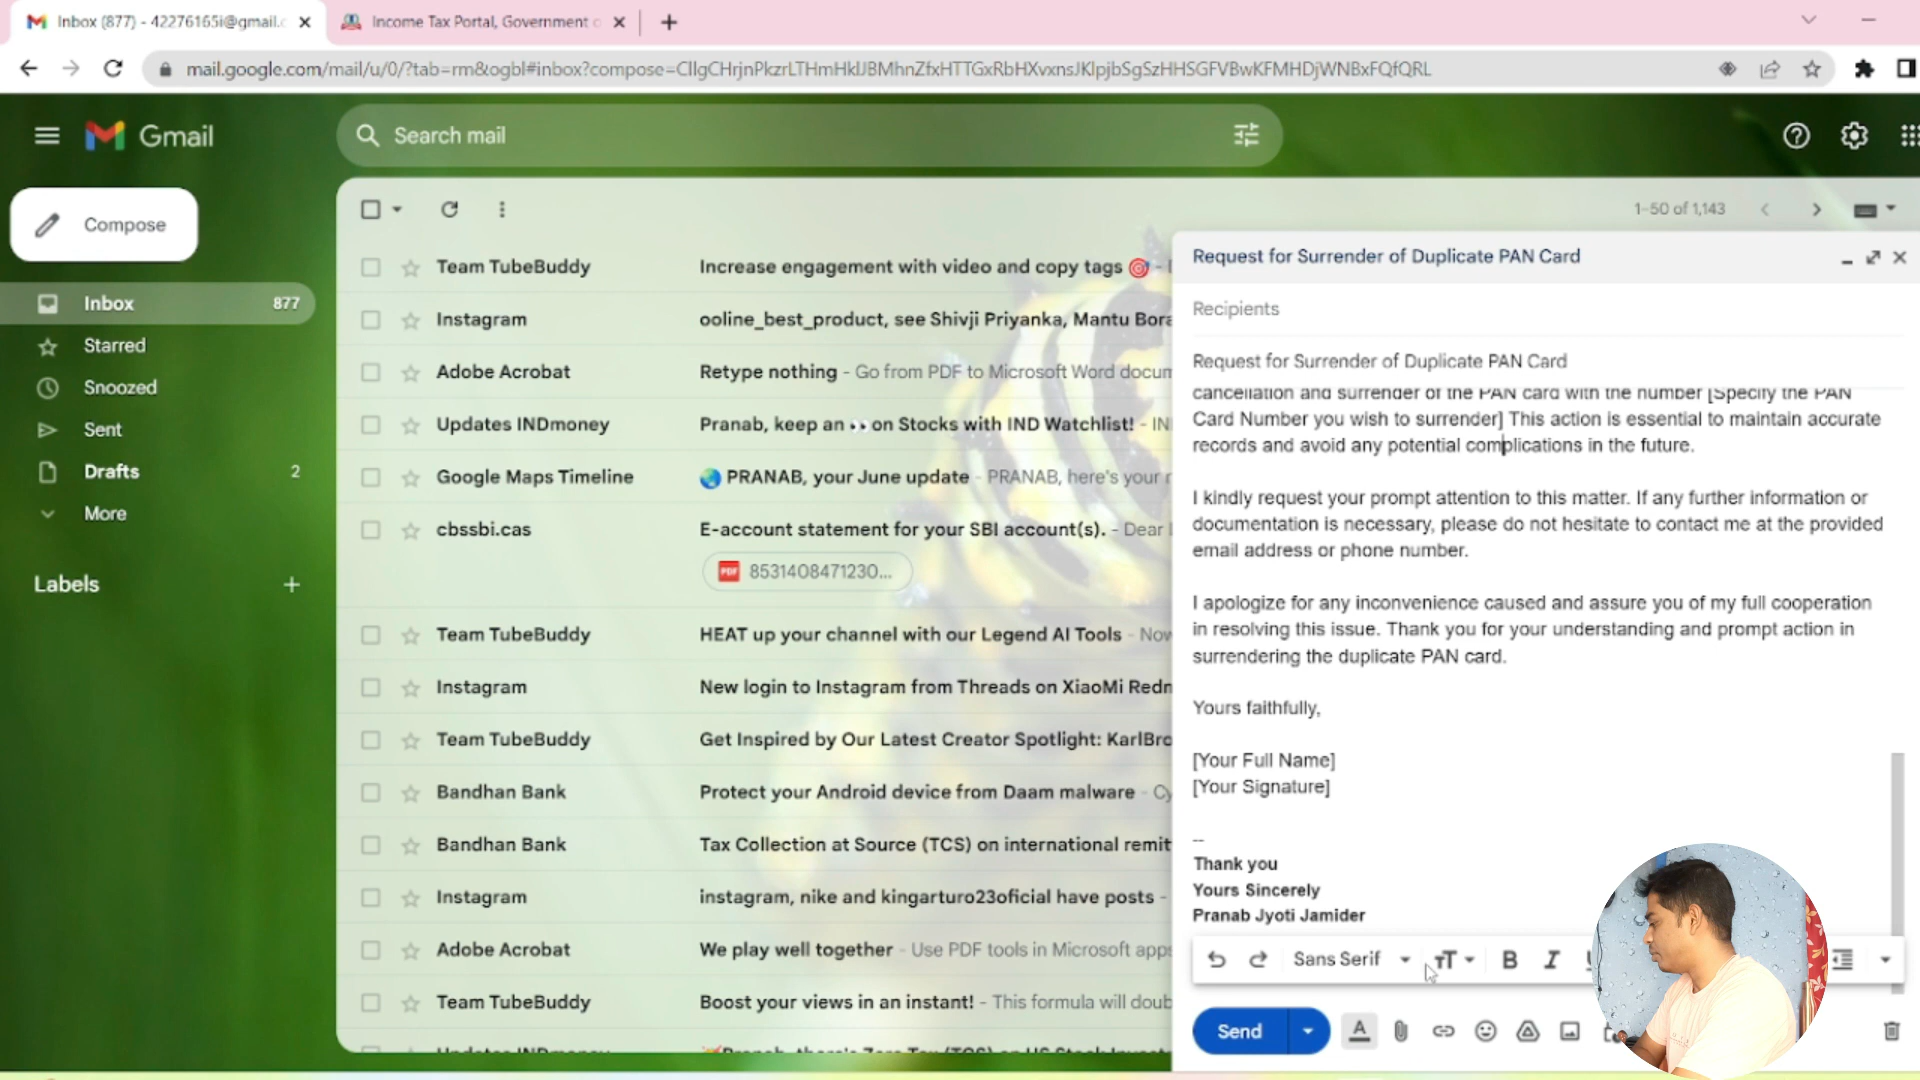 Inbox (877) - 42276165i@gmail.c
Income Tax Portal, Government o
mail.google.com/mail/u/0/?tab=rm&ogbl#inbox?compose=
Gmail
Search mail
Compose
1-50 of 1,143
Inbox 877
Starred
Snoozed
Sent
Drafts 2
More
Labels
Team TubeBuddy Increase engagement with video and copy tags
Instagram ooline_best_product, see Shivji Priyanka, Mantu Bora
Adobe Acrobat Retype nothing - Go from PDF to Microsoft Word docum
Updates INDmoney Pranab, keep an 👀 on Stocks with IND Watchlist! - IN
Google Maps Timeline PRANAB, your June update - PRANAB, here's your r
cbssbi.cas E-account statement for your SBI account(s). - Dear
PDF 8531408471230...
Team TubeBuddy HEAT up your channel with our Legend AI Tools - Now
Instagram New login to Instagram from Threads on XiaoMi Redn
Team TubeBuddy Get Inspired by Our Latest Creator Spotlight: KarlBro
Bandhan Bank Protect your Android device from Daam malware - Cy
Bandhan Bank Tax Collection at Source (TCS) on international remit
Instagram instagram, nike and kingarturo23oficial have posts -
Adobe Acrobat We play well together - Use PDF tools in Microsoft apps
Team TubeBuddy Boost your views in an instant! - This formula will doub
Request for Surrender of Duplicate PAN Card
Recipients
Request for Surrender of Duplicate PAN Card
cancellation and surrender of the PAN card with the number [Specify the PAN
Card Number you wish to surrender] This action is essential to maintain accurate
records and avoid any potential complications in the future.
I kindly request your prompt attention to this matter. If any further information or
documentation is necessary, please do not hesitate to contact me at the provided
email address or phone number.
I apologize for any inconvenience caused and assure you of my full cooperation
in resolving this issue. Thank you for your understanding and prompt action in
surrendering the duplicate PAN card.
Yours faithfully,
[Your Full Name]
[Your Signature]
--
Thank you
Yours Sincerely
Pranab Jyoti Jamider
Sans Serif
Send